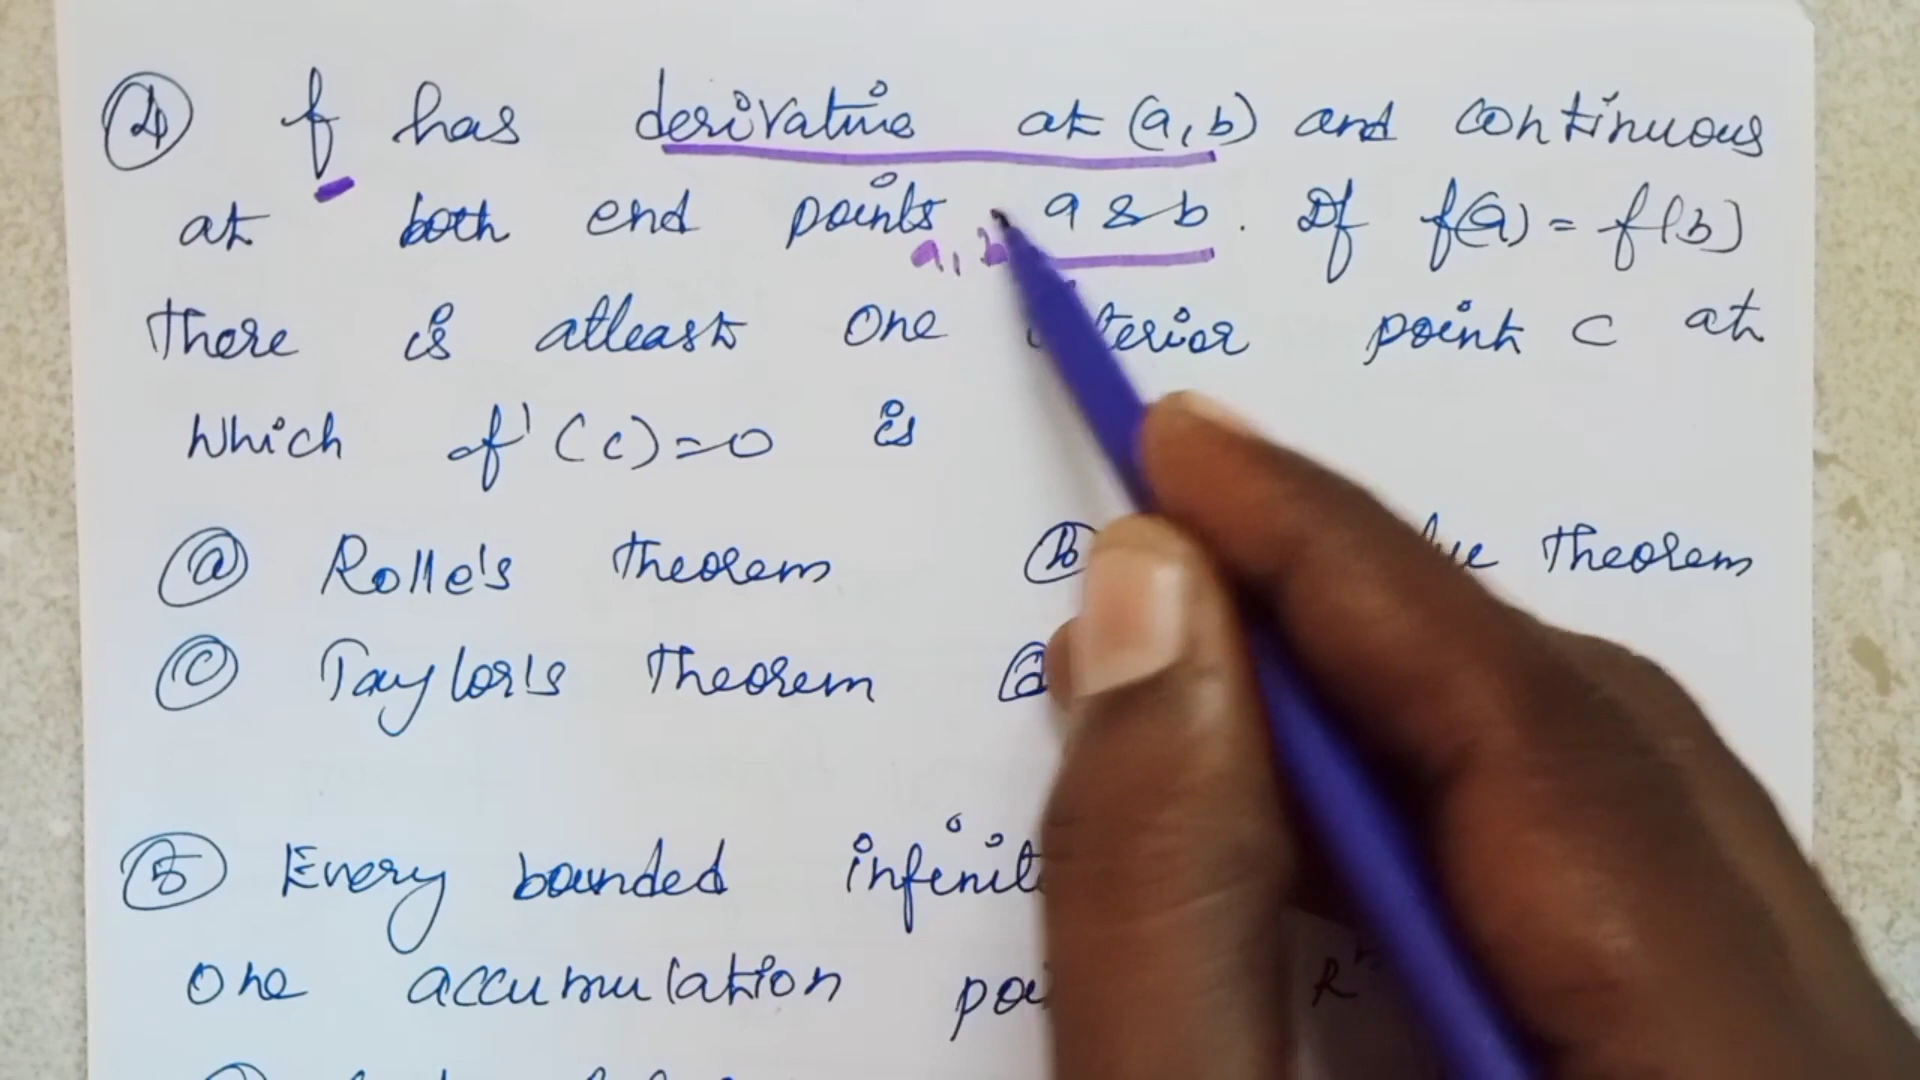 4 f has derivative at (a, b) and continuous
at both end points a & b. If f(a) = f(b)
a, b
there is atleast one interior point c at
which f'(c)=0 is
a Rolle's theorem b theorem
c Taylor's theorem d
5 Every bounded
one accumulation R